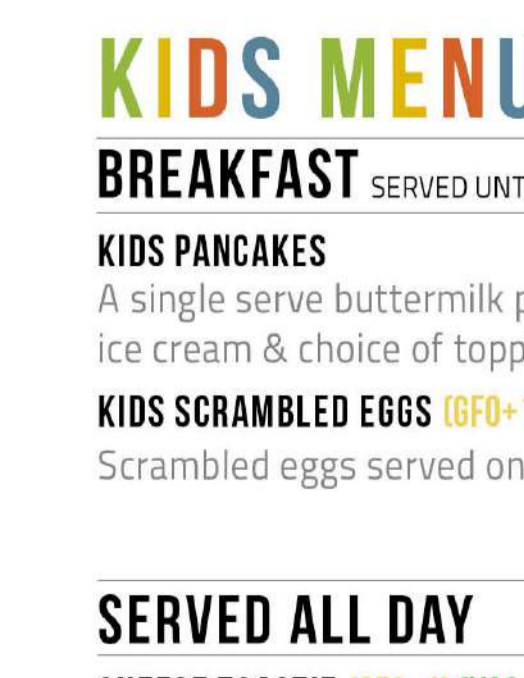 KIDS MENU
BREAKFAST SERVED UNT
KIDS PANCAKES
A single serve buttermilk p
ice cream & choice of topp
KIDS SCRAMBLED EGGS (GFO+
Scrambled eggs served on
SERVED ALL DAY